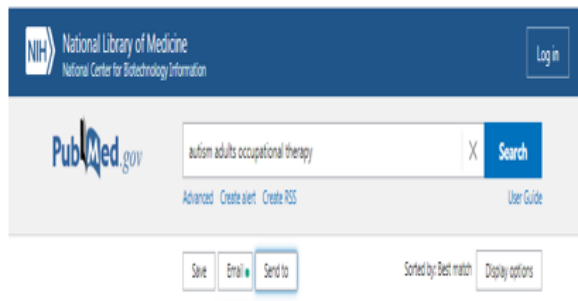 NIH National Library of Medicine Log in
National Center for Biotechnology Information
PubMed.gov autism adults occupational therapy X Search
Advanced Create alert Create RSS User Guide
Save Email Send to Sorted by: Best match Display options